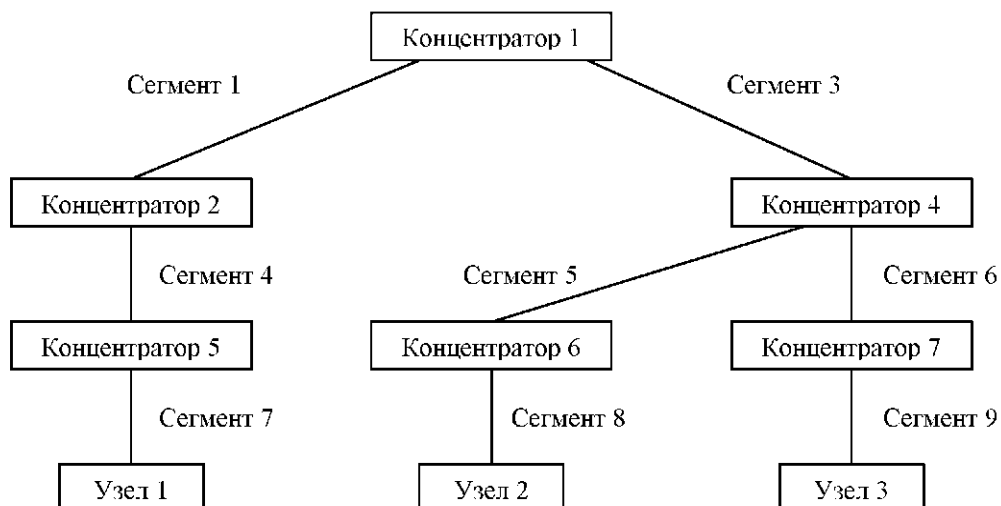 Концентратор 1
Сегмент 1
Сегмент 3
Концентратор 2
Концентратор 4
Сегмент 4
Сегмент 5
Сегмент 6
Концентратор 5
Концентратор 6
Концентратор 7
Сегмент 7
Сегмент 8
Сегмент 9
Узел 1
Узел 2
Узел 3